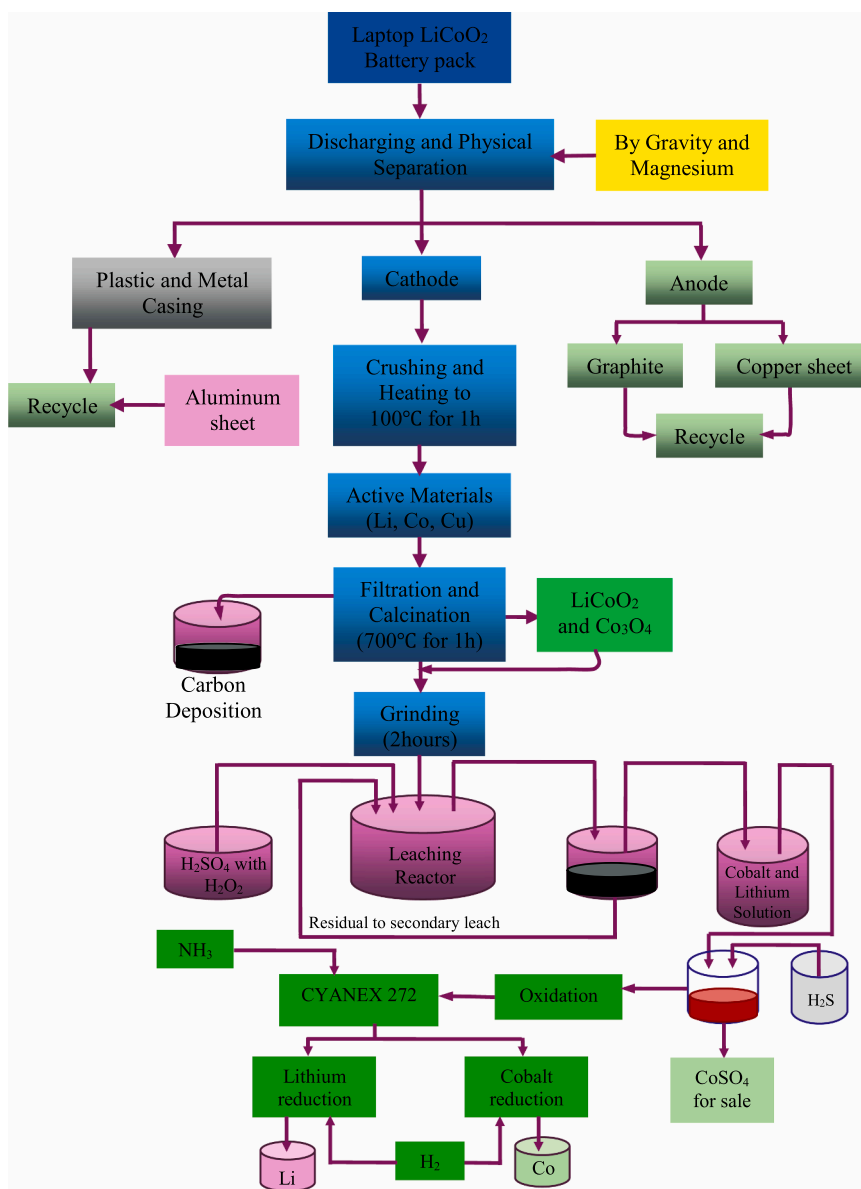 Laptop LiCoO₂
Battery pack
Discharging and Physical
Separation
By Gravity and
Magnesium
Plastic and Metal
Casing
Cathode
Anode
Crushing and
Heating to
100℃ for 1h
Graphite
Copper sheet
Recycle
Aluminum
sheet
Recycle
Active Materials
(Li, Co, Cu)
Filtration and
Calcination
(700℃ for 1h)
LiCoO₂
and Co₃O₄
Carbon
Deposition
Grinding
(2hours)
H₂SO₄ with
H₂O₂
Leaching
Reactor
Cobalt and
Lithium
Solution
Residual to secondary leach
NH₃
CYANEX 272
Oxidation
H₂S
Lithium
reduction
Cobalt
reduction
CoSO₄
for sale
H₂
Li
Co